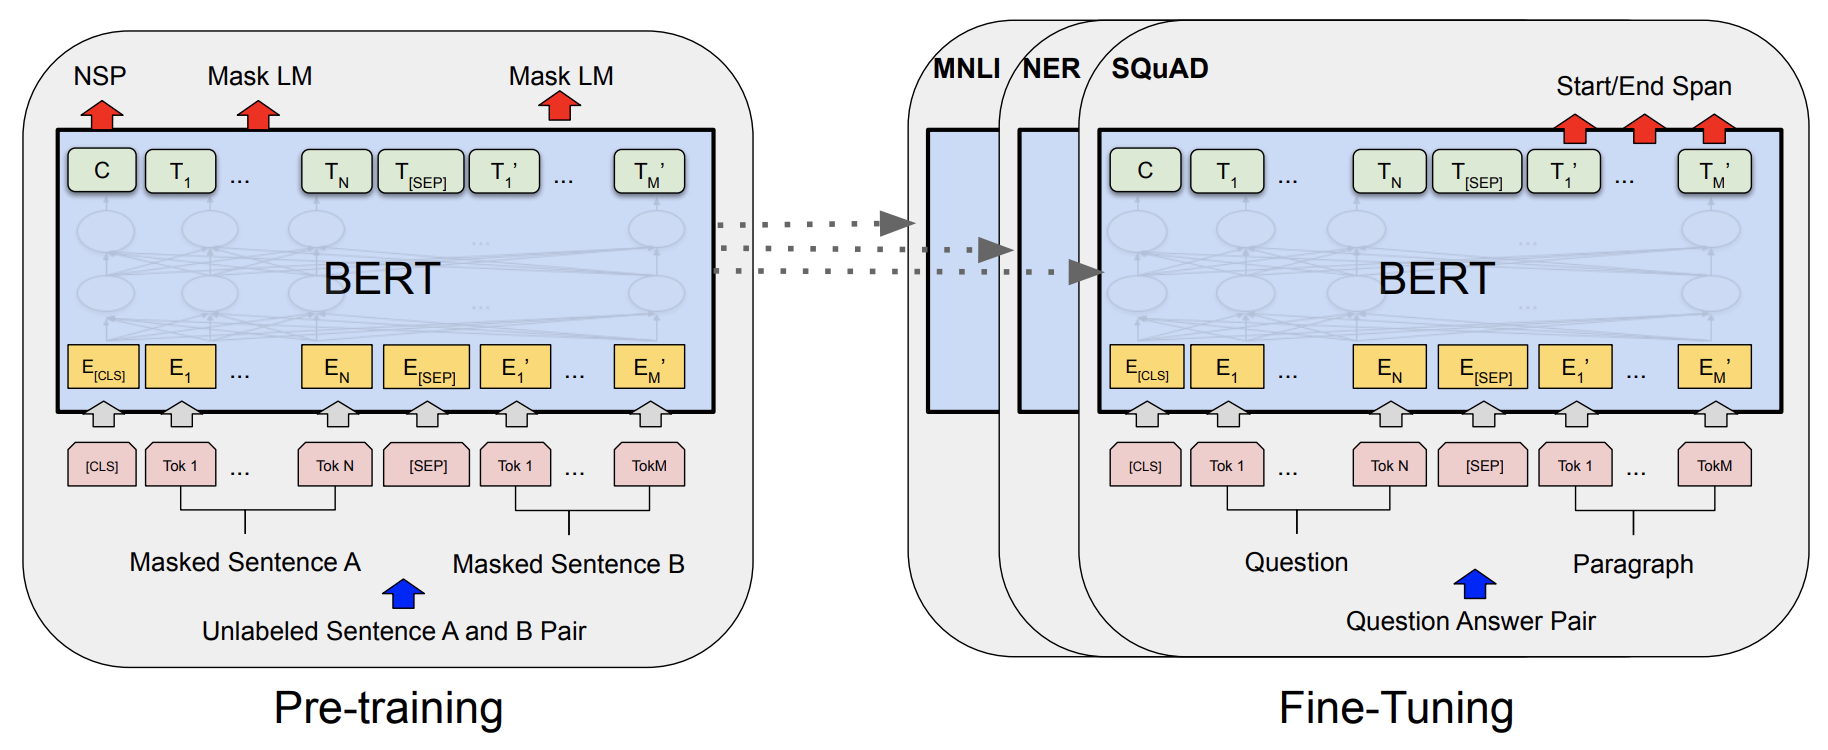 NSP Mask LM Mask LM
C T1 ... TN T[SEP] T1' ... TM'
...
BERT
...
E[CLS] E1 ... EN E[SEP] E1' ... EM'
[CLS] Tok 1 ... Tok N [SEP] Tok 1 ... TokM
Masked Sentence A Masked Sentence B
Unlabeled Sentence A and B Pair
Pre-training
MNLI NER SQuAD
Start/End Span
C T1 ... TN T[SEP] T1' ... TM'
...
BERT
...
E[CLS] E1 ... EN E[SEP] E1' ... EM'
[CLS] Tok 1 ... Tok N [SEP] Tok 1 ... TokM
Question Paragraph
Question Answer Pair
Fine-Tuning